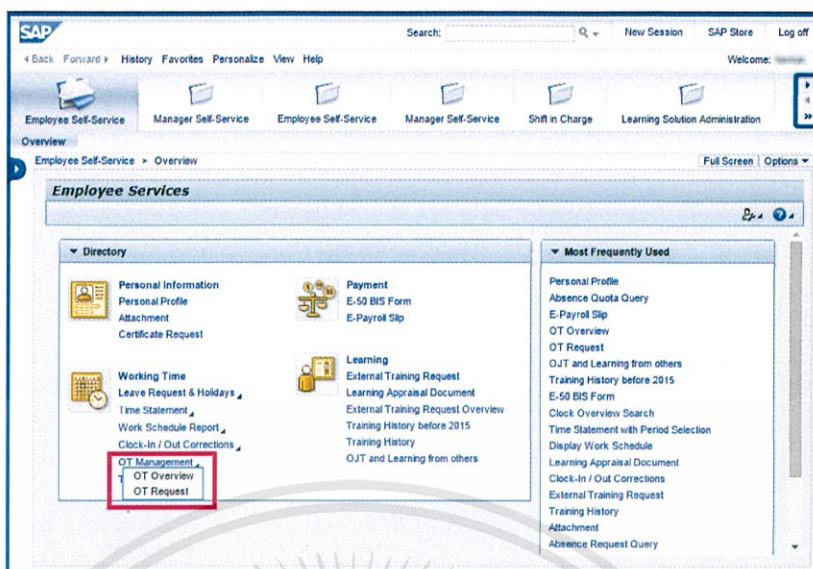 SAP
Search:
New Session SAP Store Log off
Back Forward History Favorites Personalize View Help
Welcome:
Employee Self-Service Manager Self-Service Employee Self-Service Manager Self-Service Shift in Charge Learning Solution Administration
Overview
Employee Self-Service > Overview
Full Screen Options
Employee Services
Directory
Personal Information
Personal Profile
Attachment
Certificate Request
Payment
E-50 BIS Form
E-Payroll Slip
Working Time
Leave Request & Holidays
Time Statement
Work Schedule Report
Clock-In / Out Corrections
OT Management
T
OT Overview
OT Request
Learning
External Training Request
Learning Appraisal Document
External Training Request Overview
Training History before 2015
Training History
OJT and Learning from others
Most Frequently Used
Personal Profile
Absence Quota Query
E-Payroll Slip
OT Overview
OT Request
OJT and Learning from others
Training History before 2015
E-50 BIS Form
Clock Overview Search
Time Statement with Period Selection
Display Work Schedule
Learning Appraisal Document
Clock-In / Out Corrections
External Training Request
Training History
Attachment
Absence Request Query